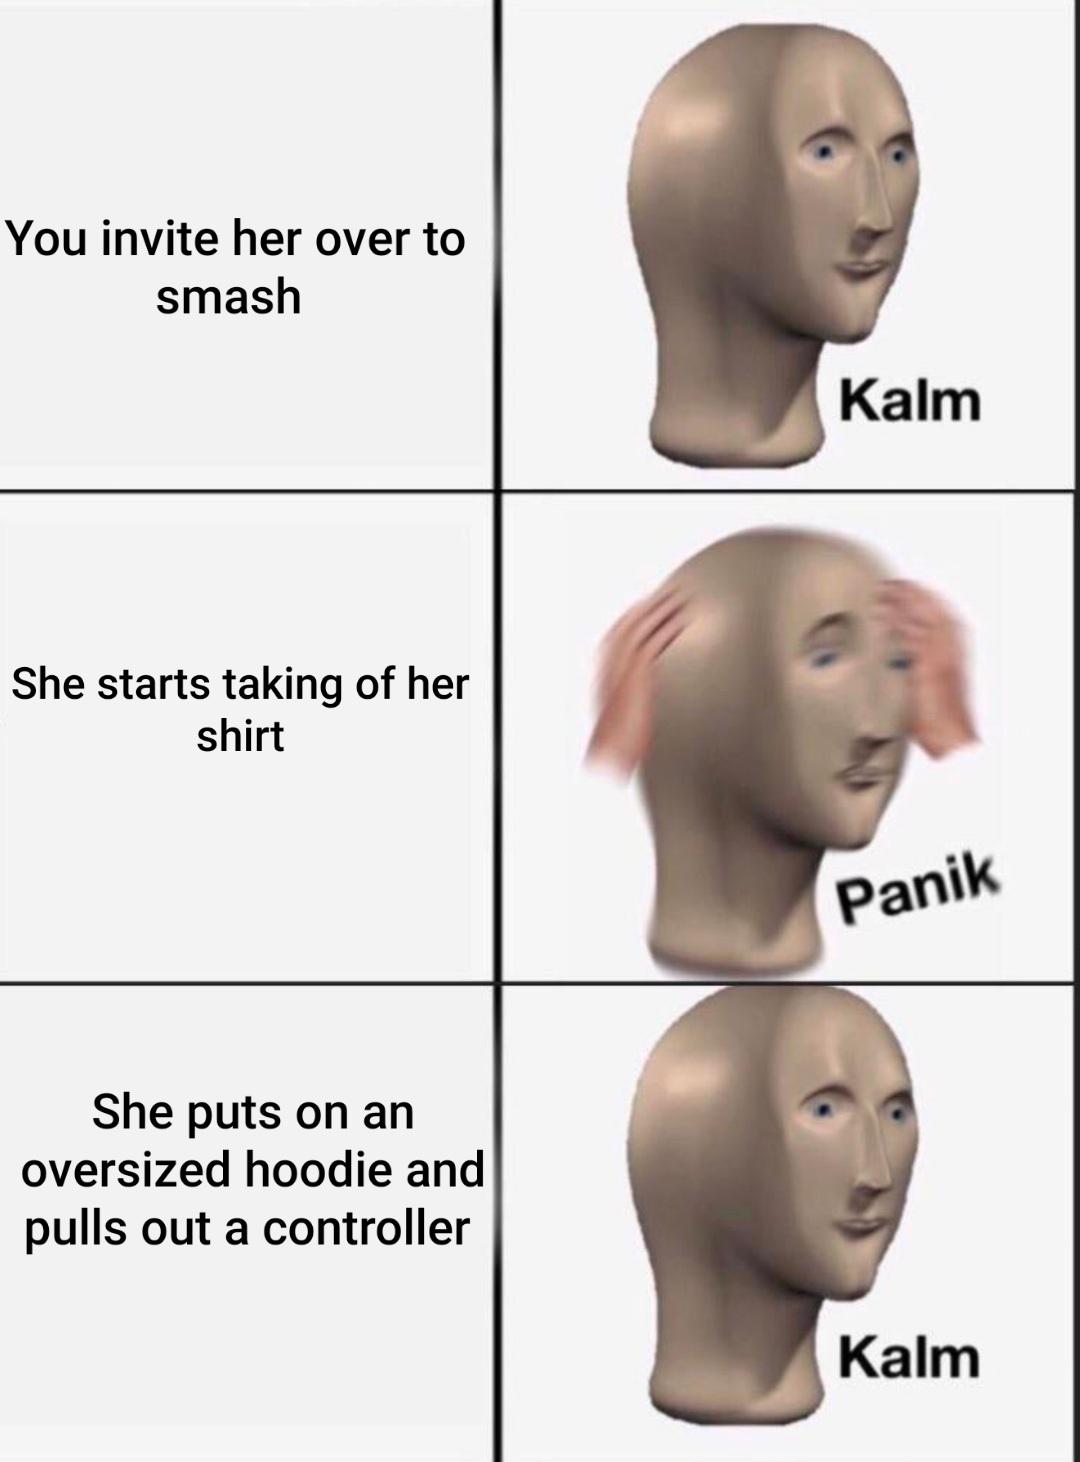 You invite her over to
smash
Kalm
She starts taking of her
shirt
Panik
She puts on an
oversized hoodie and
pulls out a controller
Kalm